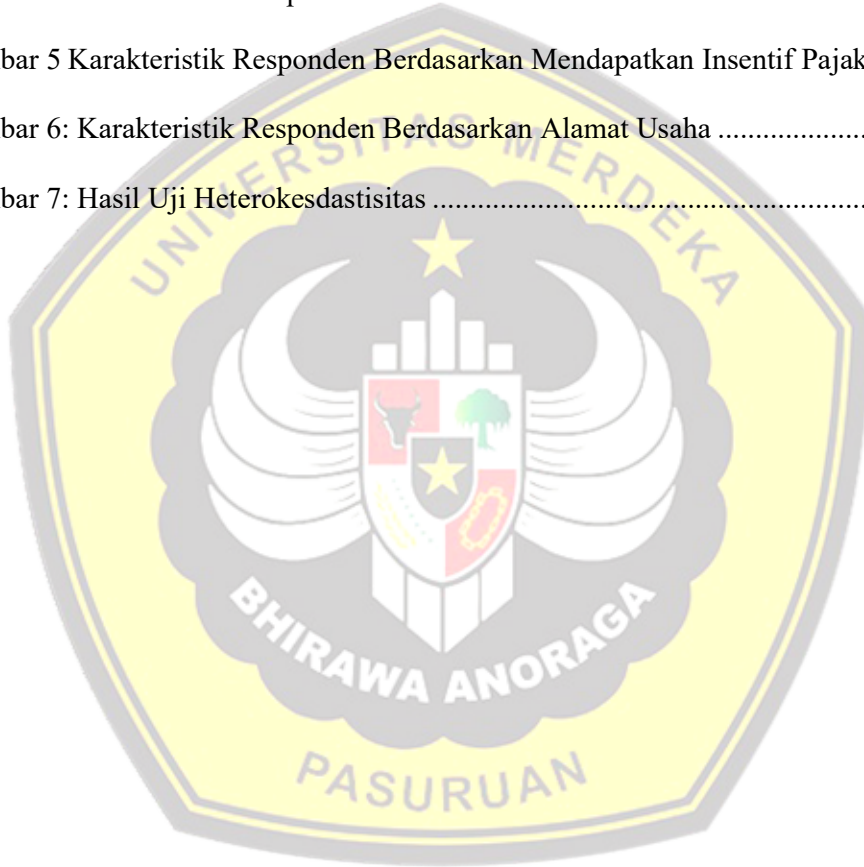 bar 5 Karakteristik Responden Berdasarkan Mendapatkan Insentif Pajak
bar 6: Karakteristik Responden Berdasarkan Alamat Usaha ....................
bar 7: Hasil Uji Heterokesdastisitas ..........................................................
UNIVERSITAS MERDEKA
BHIRAWA ANORAGA
PASURUAN